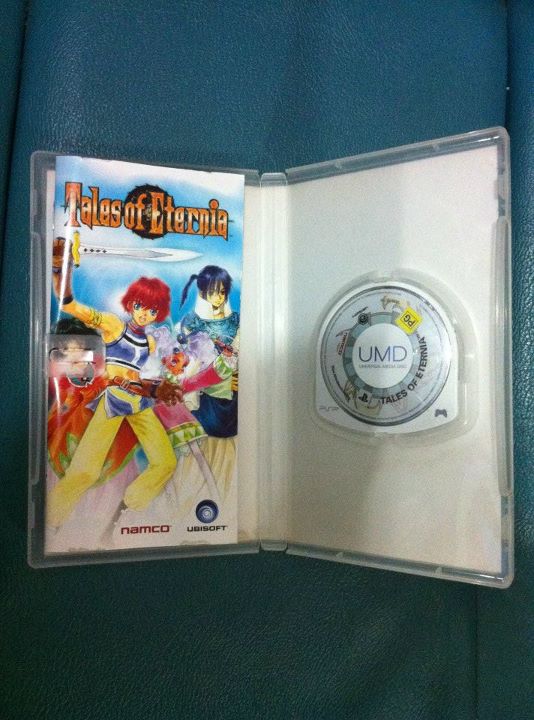 Tales of Eternia
namco
UBISOFT
PG
UMD
UNIVERSAL MEDIA DISC
TALES OF ETERNIA
PSP